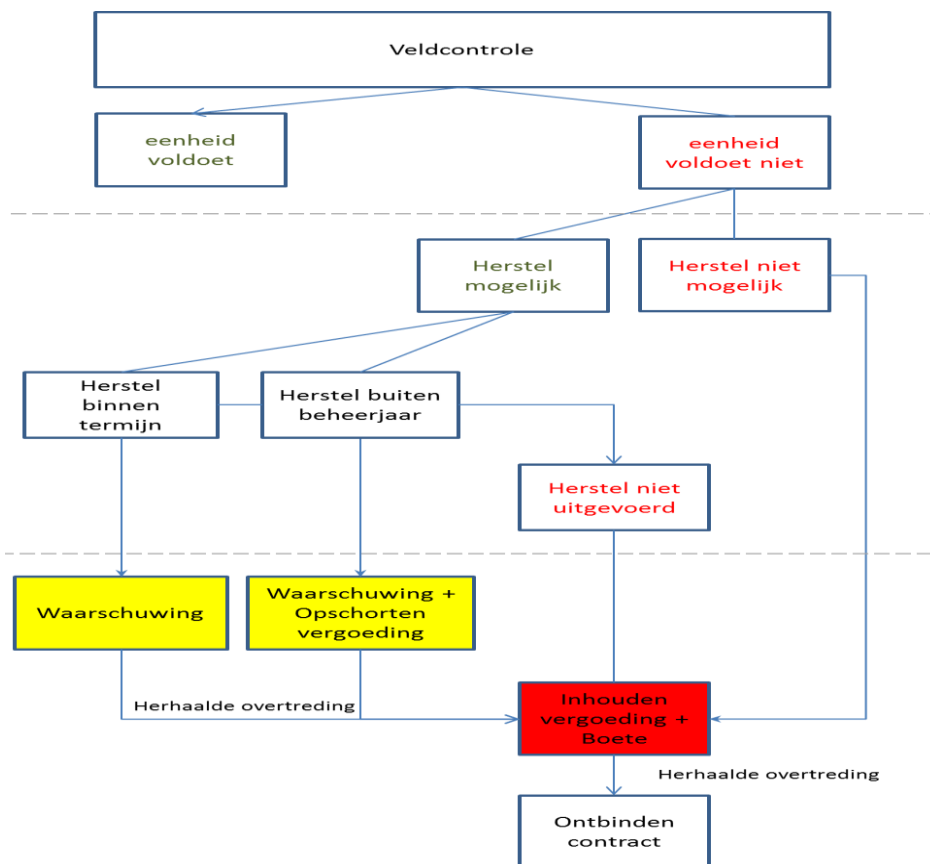 Veldcontrole
eenheid
voldoet
eenheid
voldoet niet
Herstel
mogelijk
Herstel niet
mogelijk
Herstel
binnen
termijn
Herstel buiten
beheerjaar
Herstel niet
uitgevoerd
Waarschuwing
Waarschuwing +
Opschorten
vergoeding
Herhaalde overtreding
Inhouden
vergoeding +
Boete
Herhaalde overtreding
Ontbinden
contract